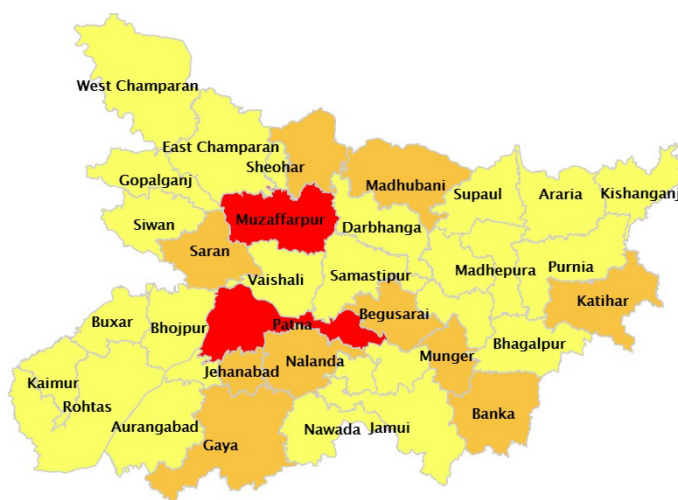 West Champaran
East Champaran
Sheohar
Gopalganj
Madhubani
Supaul
Araria
Kishanganj
Siwan
Muzaffarpur
Darbhanga
Saran
Vaishali
Samastipur
Madhepura
Purnia
Katihar
Buxar
Bhojpur
Patna
Begusarai
Bhagalpur
Munger
Nalanda
Jehanabad
Kaimur
Rohtas
Aurangabad
Gaya
Nawada
Jamui
Banka